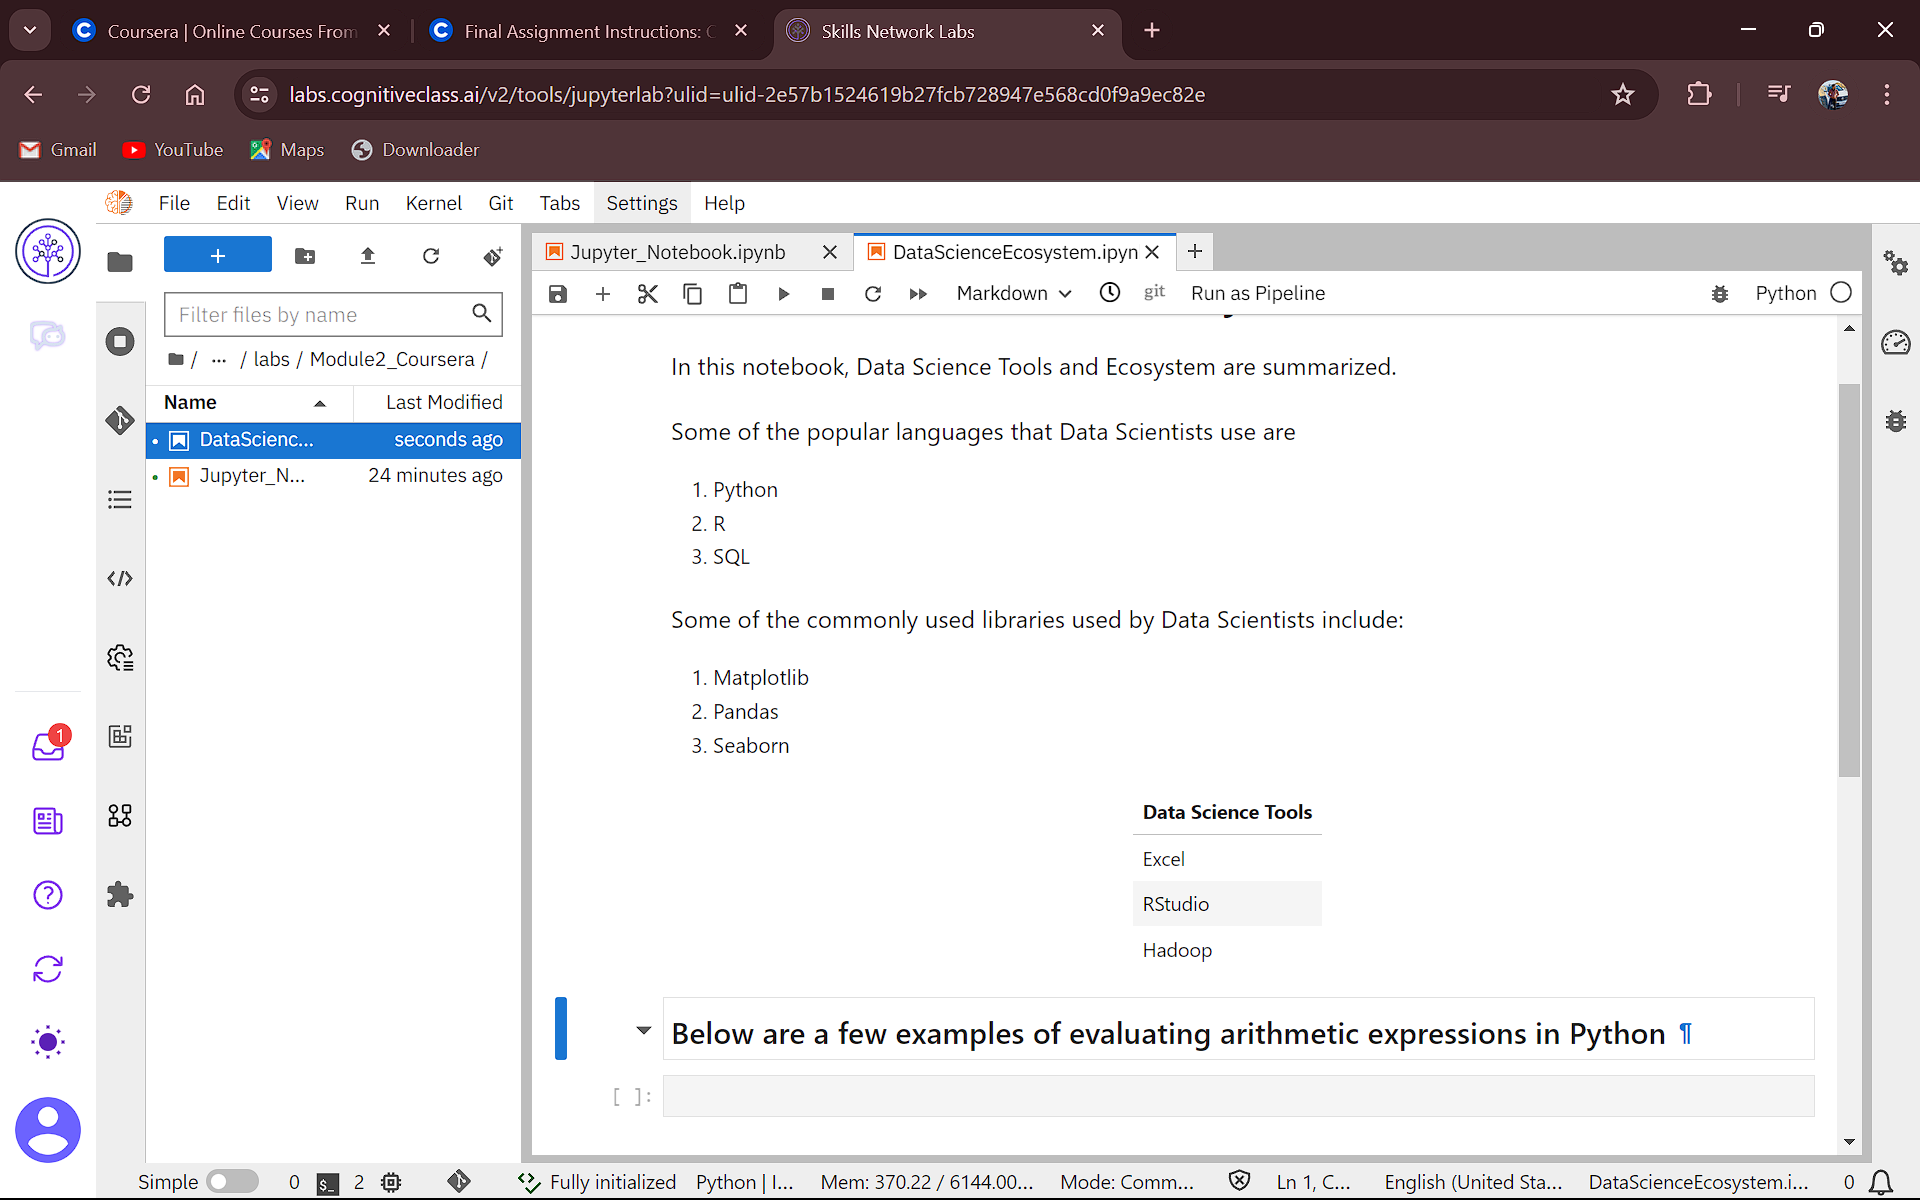 Coursera | Online Courses From
Final Assignment Instructions: C
Skills Network Labs
labs.cognitiveclass.ai/v2/tools/jupyterlab?ulid=ulid-2e57b1524619b27fcb728947e568cd0f9a9ec82e
Gmail
YouTube
Maps
Downloader
File Edit View Run Kernel Git Tabs Settings Help
Filter files by name
/ ... / labs / Module2_Coursera /
Name Last Modified
DataScienc... seconds ago
Jupyter_N... 24 minutes ago
Jupyter_Notebook.ipynb
DataScienceEcosystem.ipyn
Markdown
git
Run as Pipeline
Python
In this notebook, Data Science Tools and Ecosystem are summarized.
Some of the popular languages that Data Scientists use are
1. Python
2. R
3. SQL
Some of the commonly used libraries used by Data Scientists include:
1. Matplotlib
2. Pandas
3. Seaborn
Data Science Tools
Excel
RStudio
Hadoop
Below are a few examples of evaluating arithmetic expressions in Python ¶
[ ]:
1
Simple 0 $_ 2 Fully initialized Python | I... Mem: 370.22 / 6144.00... Mode: Comm... Ln 1, C... English (United Sta... DataScienceEcosystem.i... 0